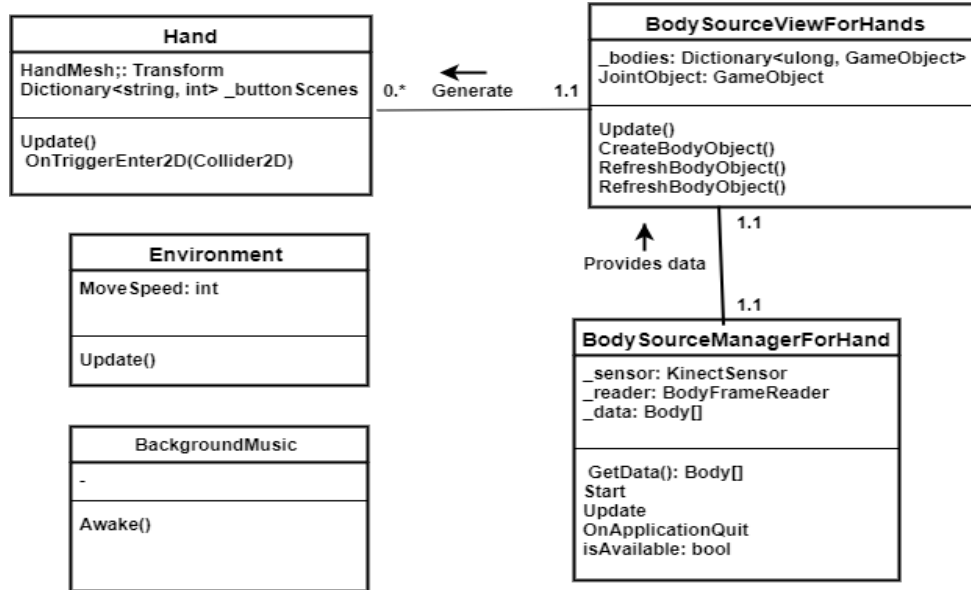 Hand
HandMesh;: Transform
Dictionary<string, int> _buttonScenes
Update()
OnTriggerEnter2D(Collider2D)
0.*
Generate
1.1
BodySourceViewForHands
_bodies: Dictionary<ulong, GameObject>
JointObject: GameObject
Update()
CreateBodyObject()
RefreshBodyObject()
RefreshBodyObject()
1.1
Provides data
1.1
Environment
MoveSpeed: int
Update()
BodySourceManagerForHand
_sensor: KinectSensor
_reader: BodyFrameReader
_data: Body[]
GetData(): Body[]
Start
Update
OnApplicationQuit
isAvailable: bool
BackgroundMusic
-
Awake()